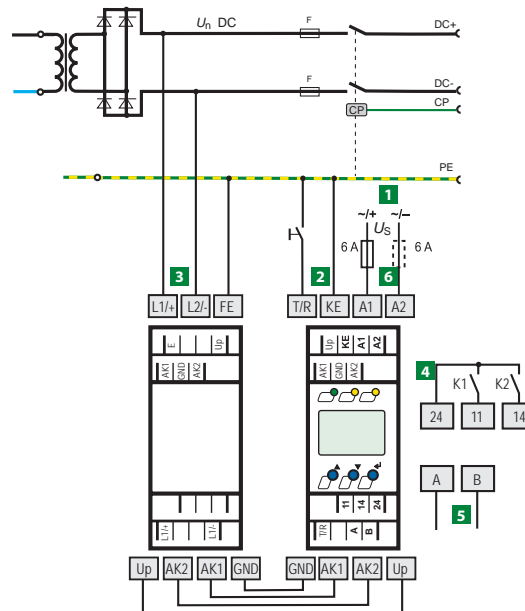 Un DC
F
DC+
F
DC-
CP
CP
PE
1
~/+
~/–
US
6 A
6 A
3
2
6
L1/+
L2/-
FE
T/R
KE
A1
A2
E
Up
AK1
GND
AK2
L1/+
L1/-
Up
KE
A1
A2
AK1
GND
AK2
11
14
24
T/R
A
B
4
K1
K2
24
11
14
A
B
5
Up
AK2
AK1
GND
GND
AK1
AK2
Up